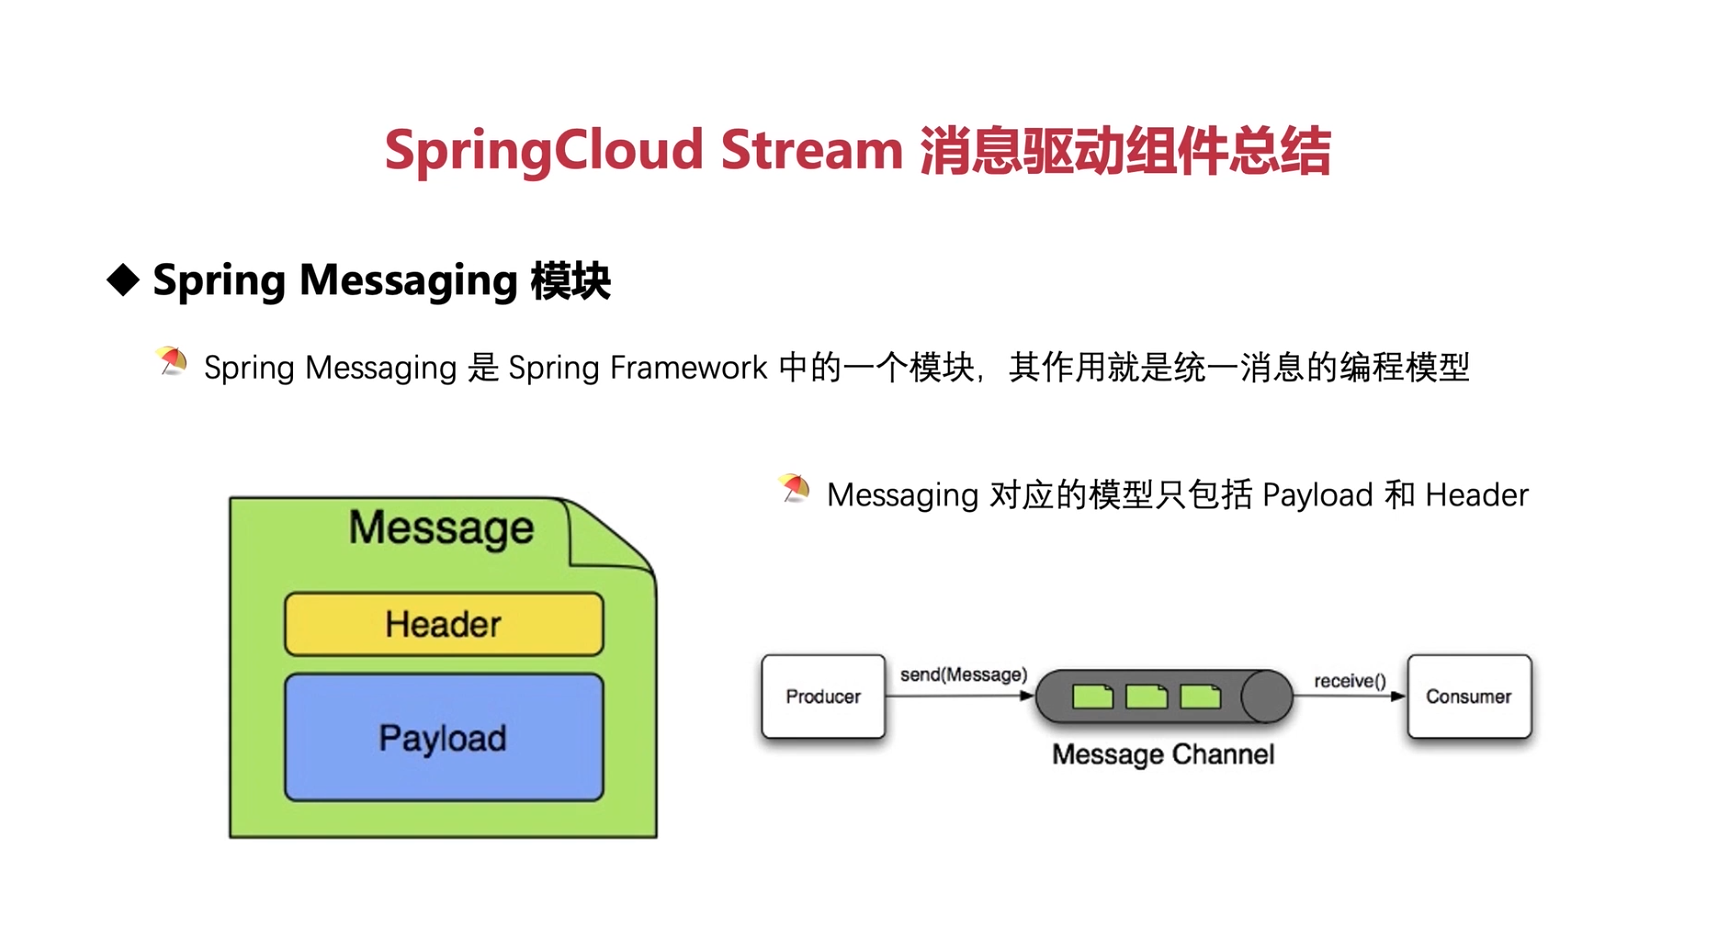 SpringCloud Stream 消息驱动组件总结
◆ Spring Messaging 模块
Spring Messaging 是 Spring Framework 中的一个模块，其作用就是统一消息的编程模型
Messaging 对应的模型只包括 Payload 和 Header
Message
Header
Payload
Producer
send(Message)
Message Channel
receive()
Consumer